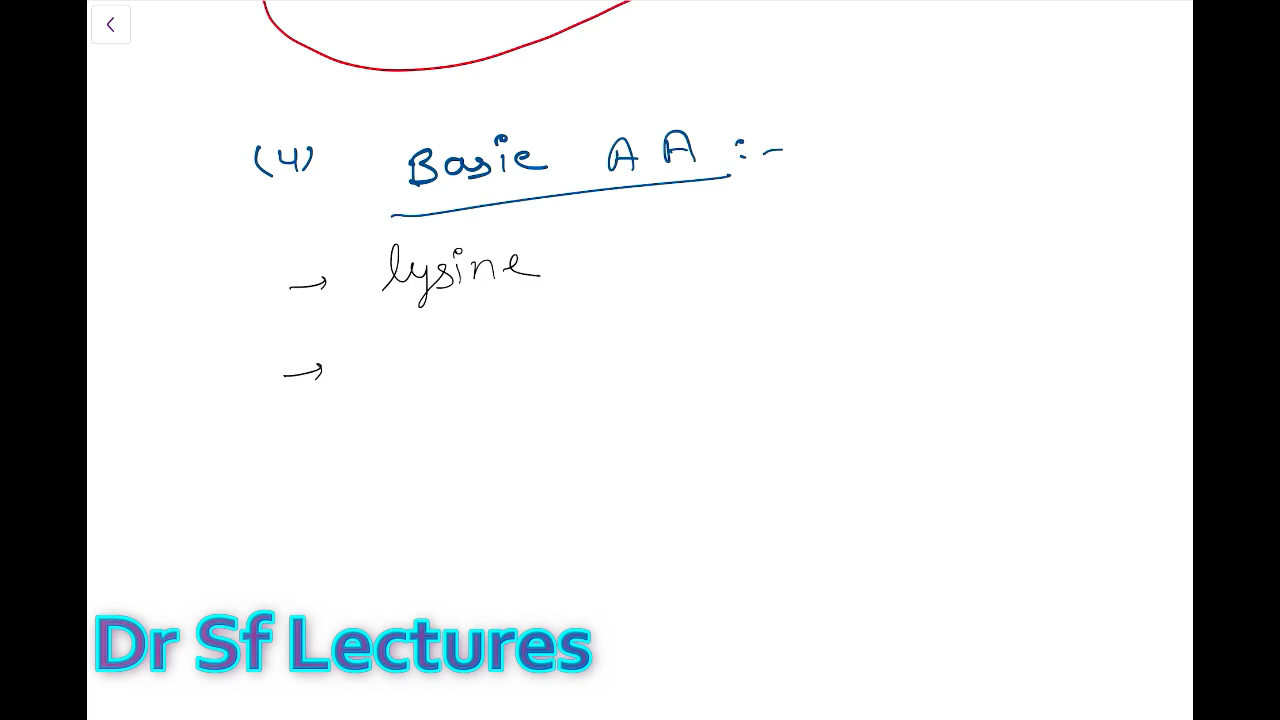 (4) Basic AA :-
→ lysine
→
Dr Sf Lectures